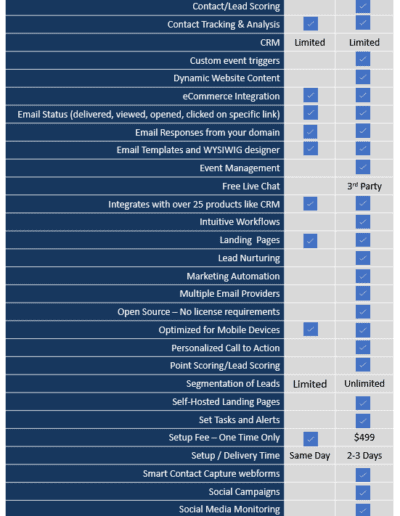 Contact/Lead Scoring
Contact Tracking & Analysis
CRM Limited Limited
Custom event triggers
Dynamic Website Content
eCommerce Integration
Email Status (delivered, viewed, opened, clicked on specific link)
Email Responses from your domain
Email Templates and WYSIWIG designer
Event Management
Free Live Chat 3rd Party
Integrates with over 25 products like CRM
Intuitive Workflows
Landing Pages
Lead Nurturing
Marketing Automation
Multiple Email Providers
Open Source – No license requirements
Optimized for Mobile Devices
Personalized Call to Action
Point Scoring/Lead Scoring
Segmentation of Leads Limited Unlimited
Self-Hosted Landing Pages
Set Tasks and Alerts
Setup Fee – One Time Only $499
Setup / Delivery Time Same Day 2-3 Days
Smart Contact Capture webforms
Social Campaigns
Social Media Monitoring